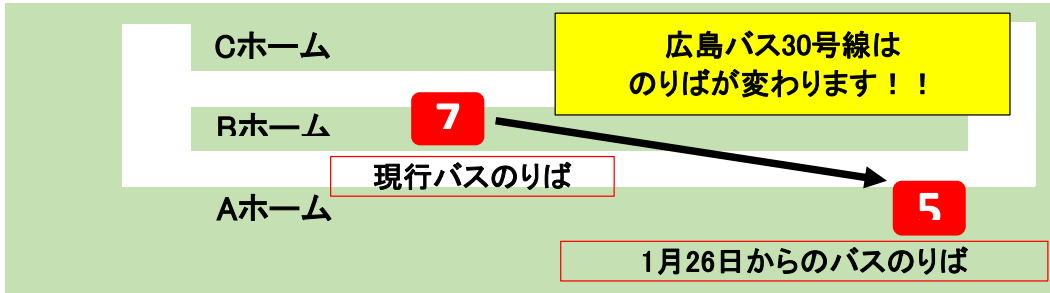 Cホーム
広島バス30号線は
のりばが変わります！！
Bホーム
7
現行バスのりば
Aホーム
5
1月26日からのバスのりば